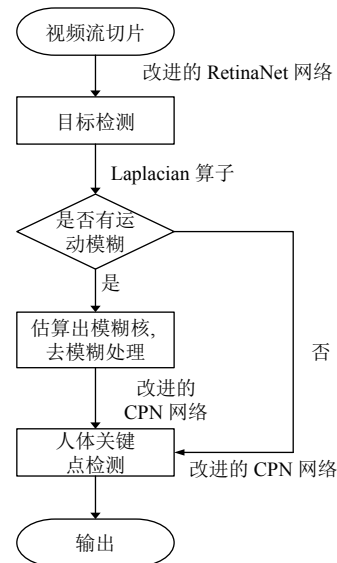 视频流切片
改进的 RetinaNet 网络
目标检测
Laplacian 算子
是否有运
动模糊
是
估算出模糊核,
去模糊处理
否
改进的
CPN 网络
人体关键
点检测
改进的 CPN 网络
输出